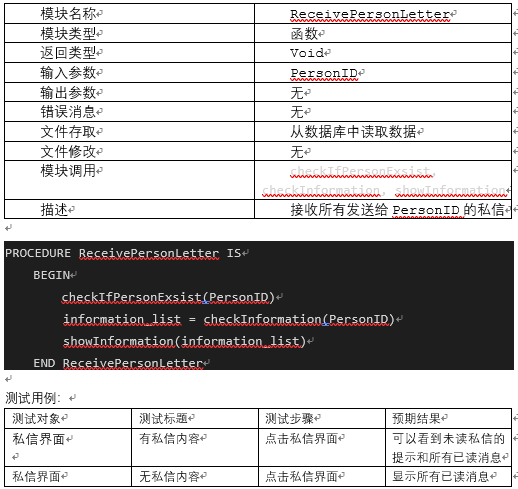 模块名称 ReceivePersonLetter
模块类型 函数
返回类型 Void
输入参数 PersonID
输出参数 无
错误消息 无
文件存取 从数据库中读取数据
文件修改 无
模块调用 checkIfPersonExsist,
checkInformation, showInformation
描述 接收所有发送给 PersonID 的私信
PROCEDURE ReceivePersonLetter IS
BEGIN
checkIfPersonExsist(PersonID)
information_list = checkInformation(PersonID)
showInformation(information_list)
END ReceivePersonLetter
测试用例：
测试对象 测试标题 测试步骤 预期结果
私信界面 有私信内容 点击私信界面 可以看到未读私信的
提示和所有已读消息
私信界面 无私信内容 点击私信界面 显示所有已读消息